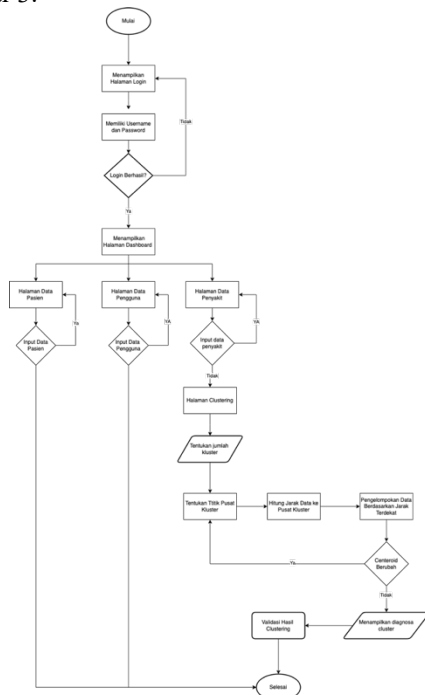 Mulai
Menampilkan
Halaman Login
Tidak
Memiliki Username
dan Password
Login Berhasil?
Ya
Menampilkan
Halaman Dashboard
Halaman Data
Pasien
Halaman Data
Pengguna
Halaman Data
Penyakit
Ya
YA
YA
Input Data
Pasien
Input Data
Pengguna
Input data
penyakit
Tidak
Halaman Clustering
Tentukan jumlah
kluster
Tentukan Titik Pusat
Kluster
Hitung Jarak Data ke
Pusat Kluster
Pengelompokan Data
Berdasarkan Jarak
Terdekat
Ya
Centeroid
Berubah
Tidak
Validasi Hasil
Clustering
Menampilkan diagnosa
cluster
Selesai